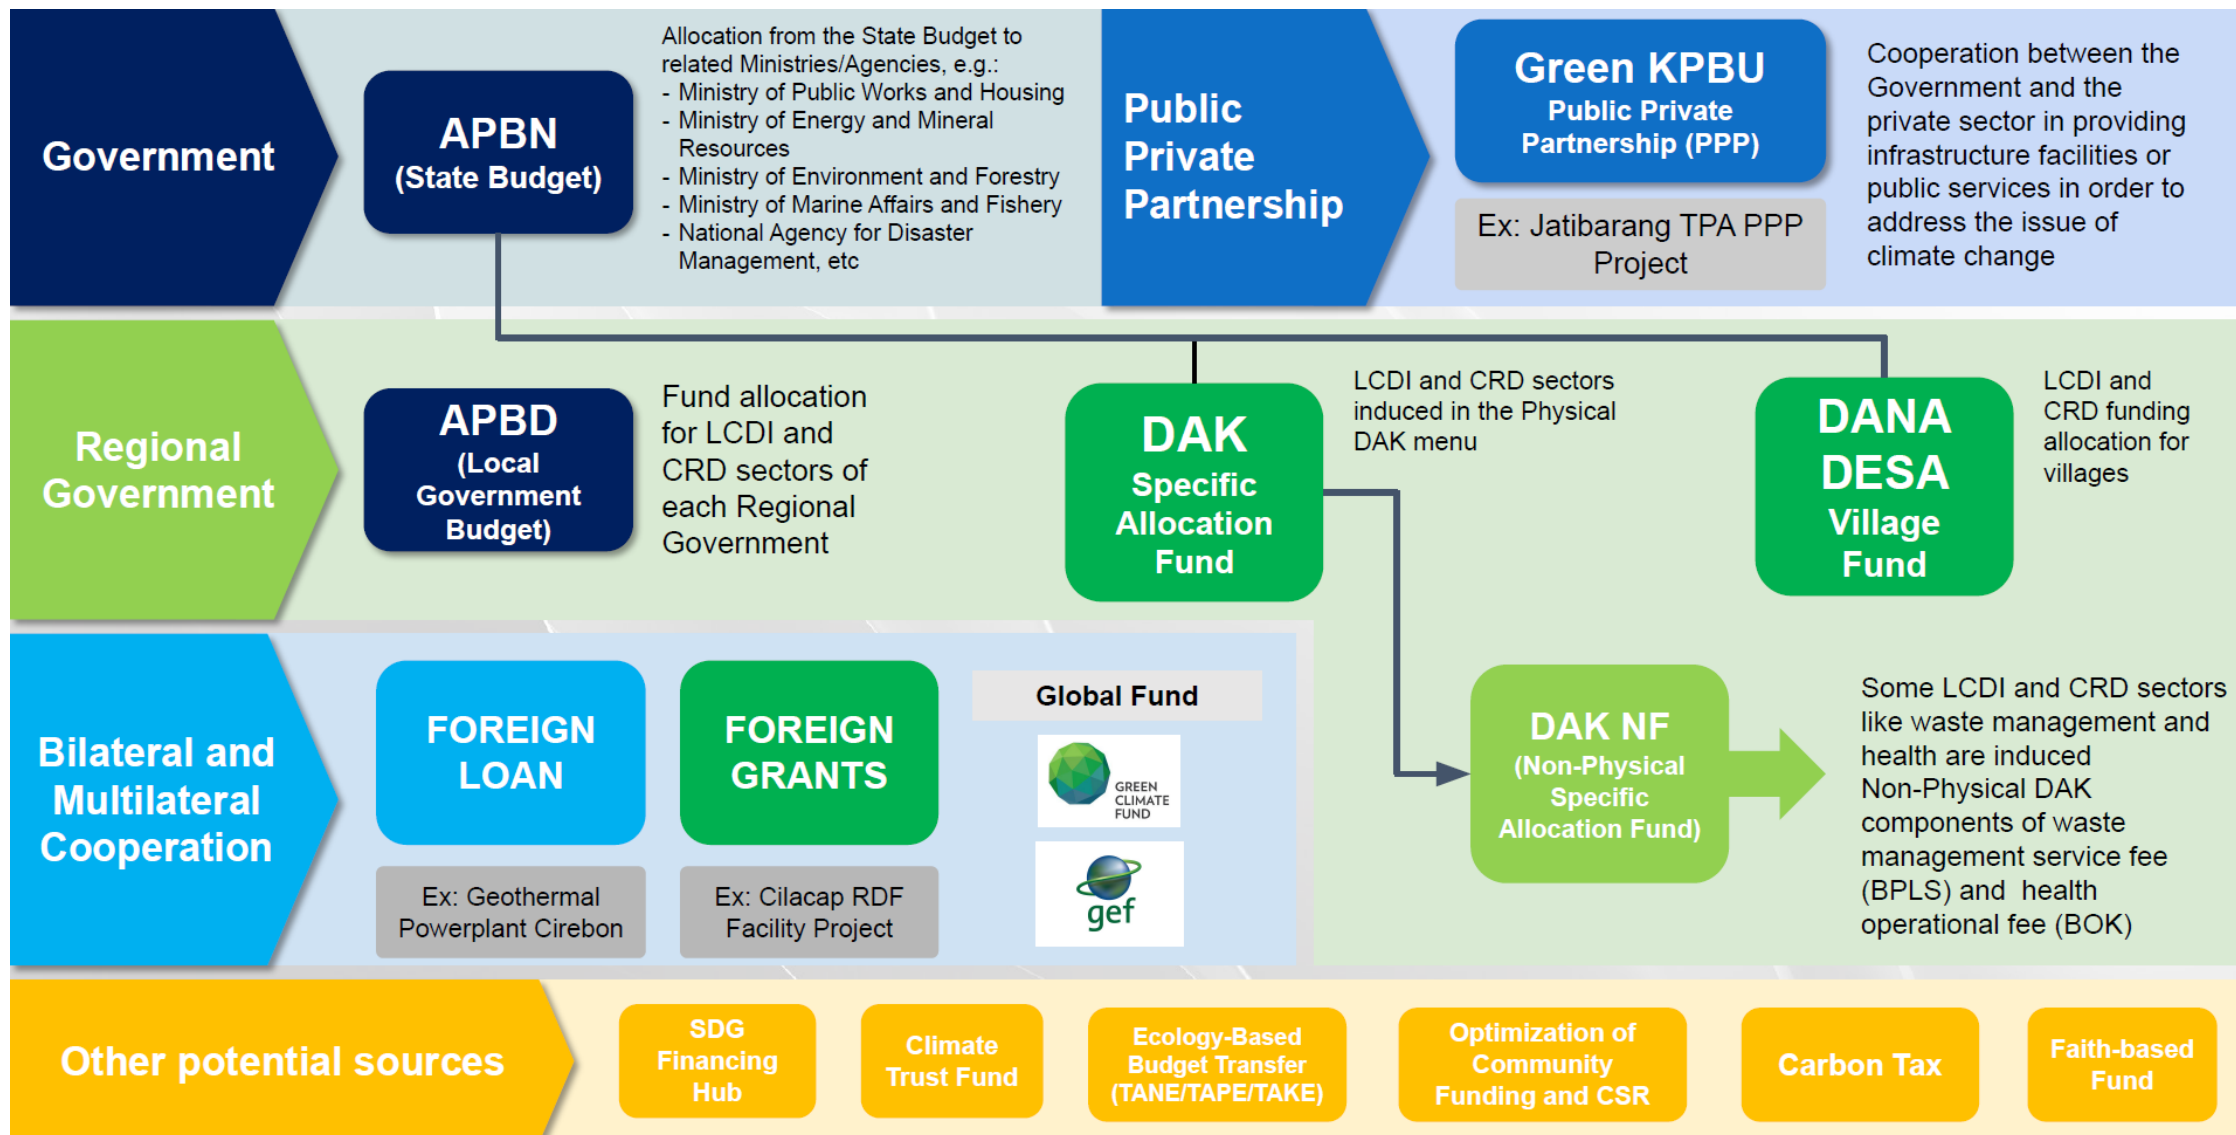 Government
APBN
(State Budget)
Allocation from the State Budget to
related Ministries/Agencies, e.g.:
- Ministry of Public Works and Housing
- Ministry of Energy and Mineral
Resources
- Ministry of Environment and Forestry
- Ministry of Marine Affairs and Fishery
- National Agency for Disaster
Management, etc
Public
Private
Partnership
Green KPBU
Public Private
Partnership (PPP)
Ex: Jatibarang TPA PPP
Project
Cooperation between the
Government and the
private sector in providing
infrastructure facilities or
public services in order to
address the issue of
climate change
Regional
Government
APBD
(Local
Government
Budget)
Fund allocation
for LCDI and
CRD sectors of
each Regional
Government
DAK
Specific
Allocation
Fund
LCDI and CRD sectors
induced in the Physical
DAK menu
DANA
DESA
Village
Fund
LCDI and
CRD funding
allocation for
villages
Bilateral and
Multilateral
Cooperation
FOREIGN
LOAN
Ex: Geothermal
Powerplant Cirebon
FOREIGN
GRANTS
Ex: Cilacap RDF
Facility Project
Global Fund
GREEN
CLIMATE
FUND
gef
DAK NF
(Non-Physical
Specific
Allocation Fund)
Some LCDI and CRD sectors
like waste management and
health are induced
Non-Physical DAK
components of waste
management service fee
(BPLS) and health
operational fee (BOK)
Other potential sources
SDG
Financing
Hub
Climate
Trust Fund
Ecology-Based
Budget Transfer
(TANE/TAPE/TAKE)
Optimization of
Community
Funding and CSR
Carbon Tax
Faith-based
Fund